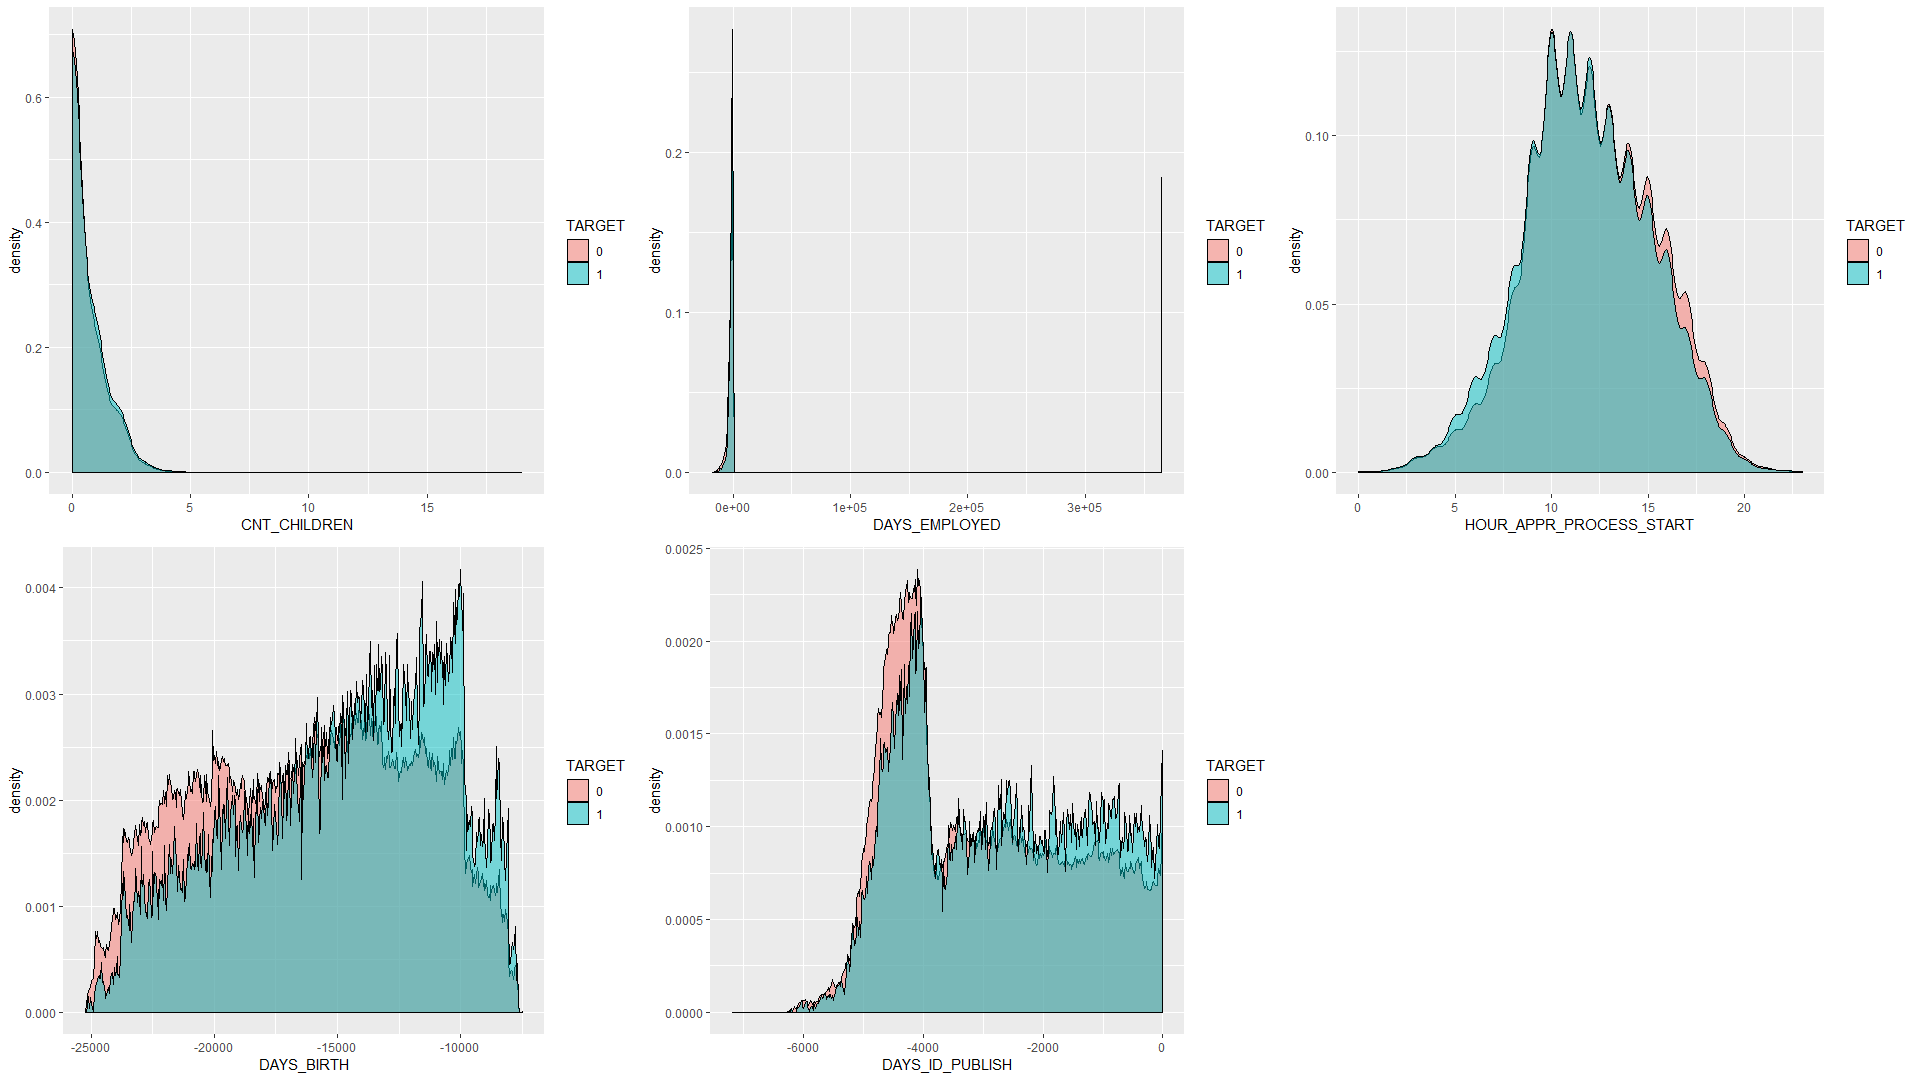 0.6
0.4
0.2
0.0
density
0 5 10 15
CNT_CHILDREN
TARGET
0
1
0.2
0.1
0.0
density
0e+00 1e+05 2e+05 3e+05
DAYS_EMPLOYED
TARGET
0
1
0.10
0.05
0.00
density
0 5 10 15 20
HOUR_APPR_PROCESS_START
TARGET
0
1
0.004
0.003
0.002
0.001
0.000
density
-25000 -20000 -15000 -10000
DAYS_BIRTH
TARGET
0
1
0.0025
0.0020
0.0015
0.0010
0.0005
0.0000
density
-6000 -4000 -2000 0
DAYS_ID_PUBLISH
TARGET
0
1